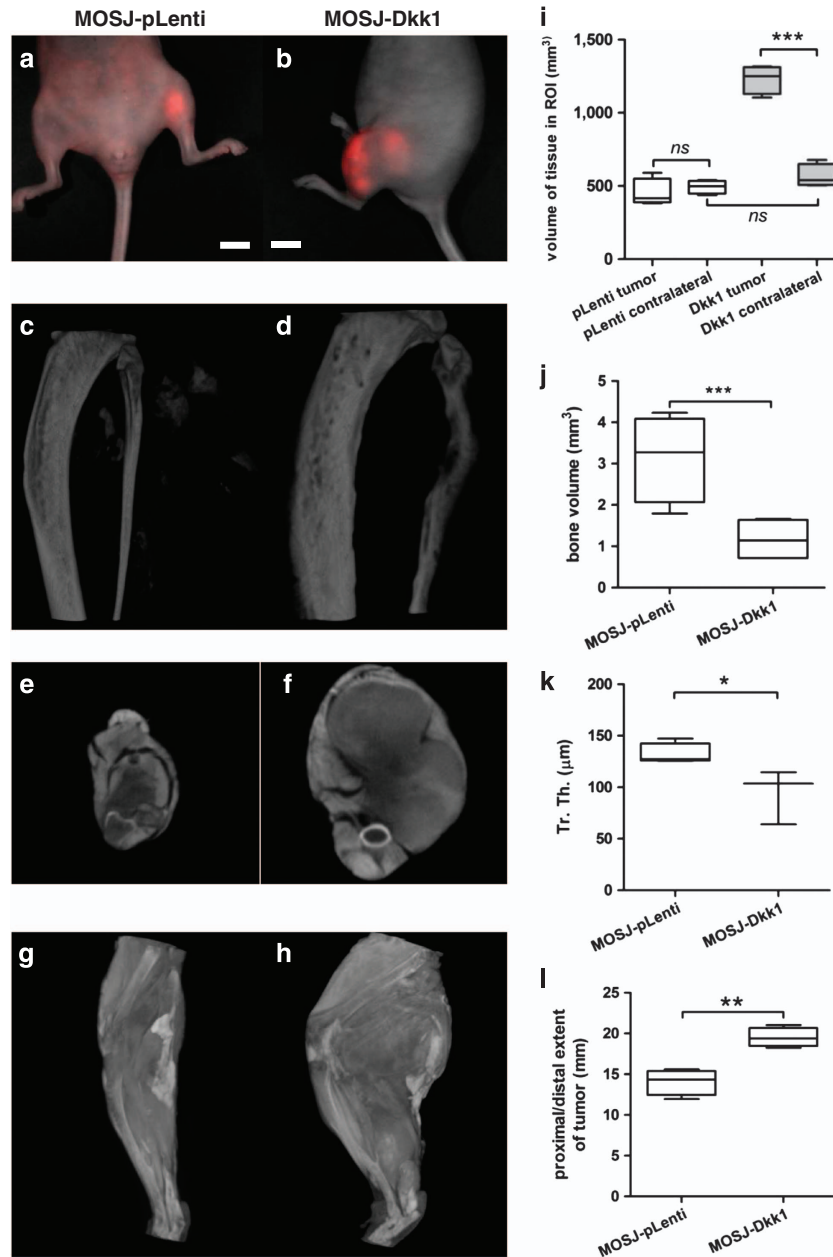 MOSJ-pLenti MOSJ-Dkk1
a b
c d
e f
g h
i
volume of tissue in ROI (mm3)
1,500
1,000
500
0
***
ns
ns
pLenti tumor
pLenti contralateral
Dkk1 tumor
Dkk1 contralateral
j
bone volume (mm3)
5
4
3
2
1
0
***
MOSJ-pLenti
MOSJ-Dkk1
k
Tr. Th. (μm)
200
150
100
50
0
*
MOSJ-pLenti
MOSJ-Dkk1
l
proximal/distal extent
of tumor (mm)
25
20
15
10
5
0
**
MOSJ-pLenti
MOSJ-Dkk1